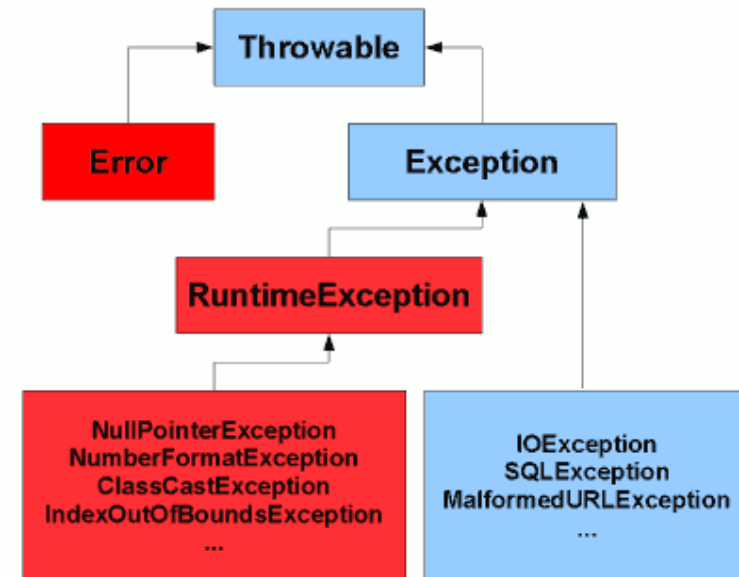 Throwable
Error
Exception
RuntimeException
NullPointerException
NumberFormatException
ClassCastException
IndexOutOfBoundsException
...
IOException
SQLException
MalformedURLException
...